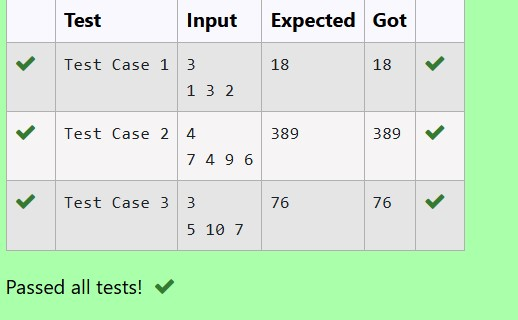 Test Input Expected Got
Test Case 1 3 18 18
1 3 2
Test Case 2 4 389 389
7 4 9 6
Test Case 3 3 76 76
5 10 7
Passed all tests!